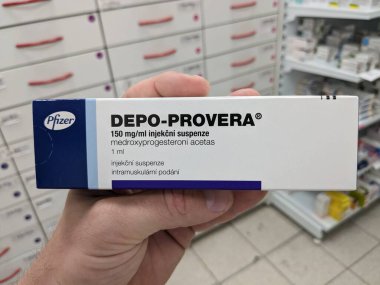 Pfizer
DEPO-PROVERA®
150 mg/ml injekční suspenze
medroxyprogesteroni acetas
1 ml
injekční suspenze
intramuskulární podání